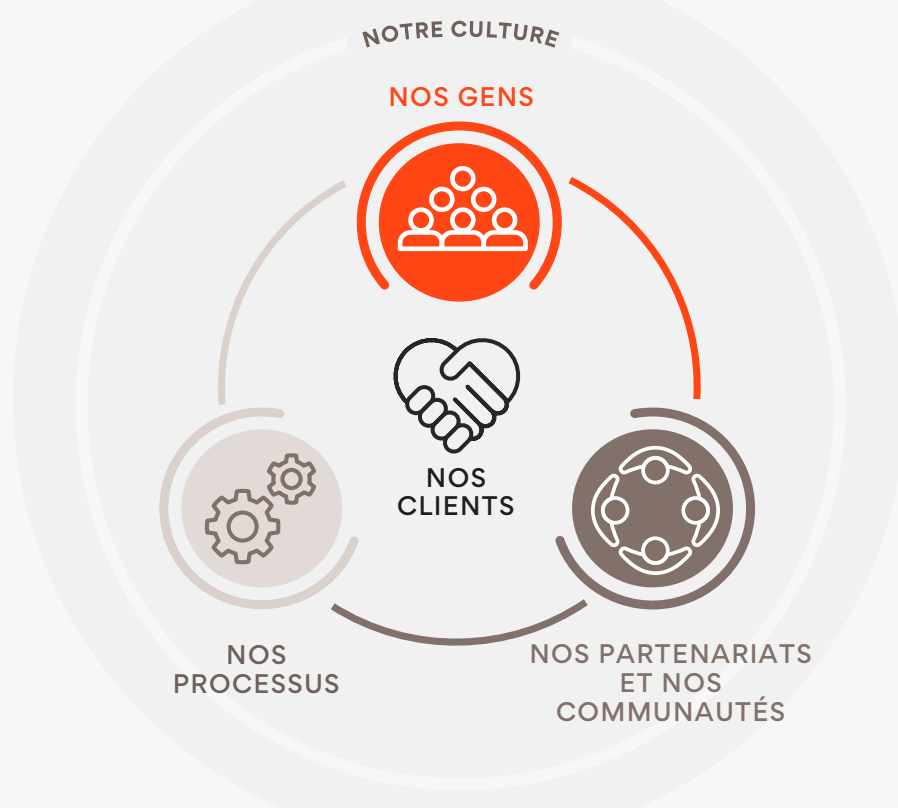 NOTRE CULTURE
NOS GENS
NOS
CLIENTS
NOS
PROCESSUS
NOS PARTENARIATS
ET NOS
COMMUNAUTÉS